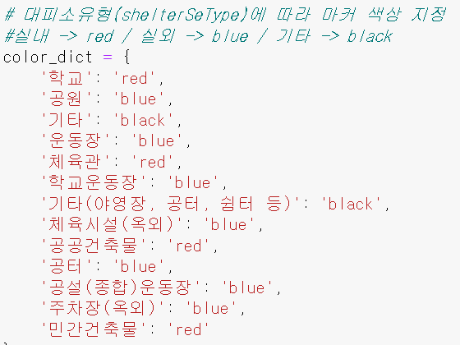 # 대피소유형(shelterSeType)에 따라 마커 색상 지정
#실내 -> red / 실외 -> blue / 기타 -> black
color_dict = {
'학교': 'red',
'공원': 'blue',
'기타': 'black',
'운동장': 'blue',
'체육관': 'red',
'학교운동장': 'blue',
'기타(야영장, 공터, 쉼터 등)': 'black',
'체육시설(옥외)': 'blue',
'공공건축물': 'red',
'공터': 'blue',
'공설(종합)운동장': 'blue',
'주차장(옥외)': 'blue',
'민간건축물': 'red'